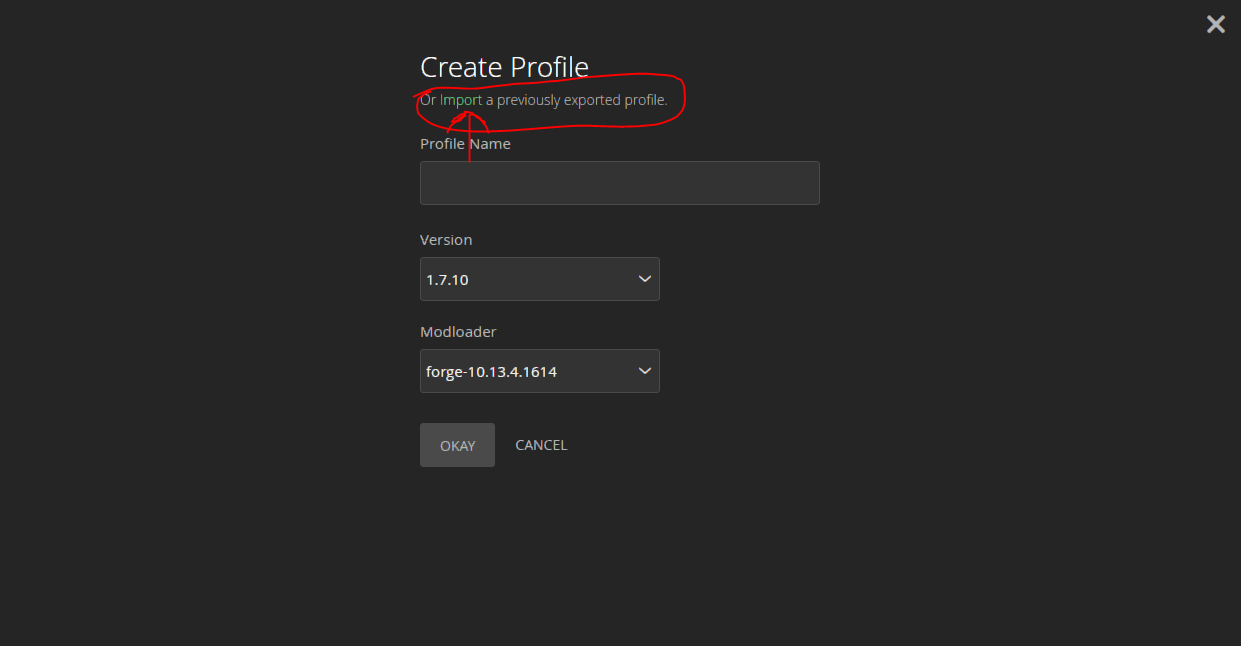 Create Profile
Or Import a previously exported profile.
Profile Name
Version
1.7.10
Modloader
forge-10.13.4.1614
OKAY CANCEL